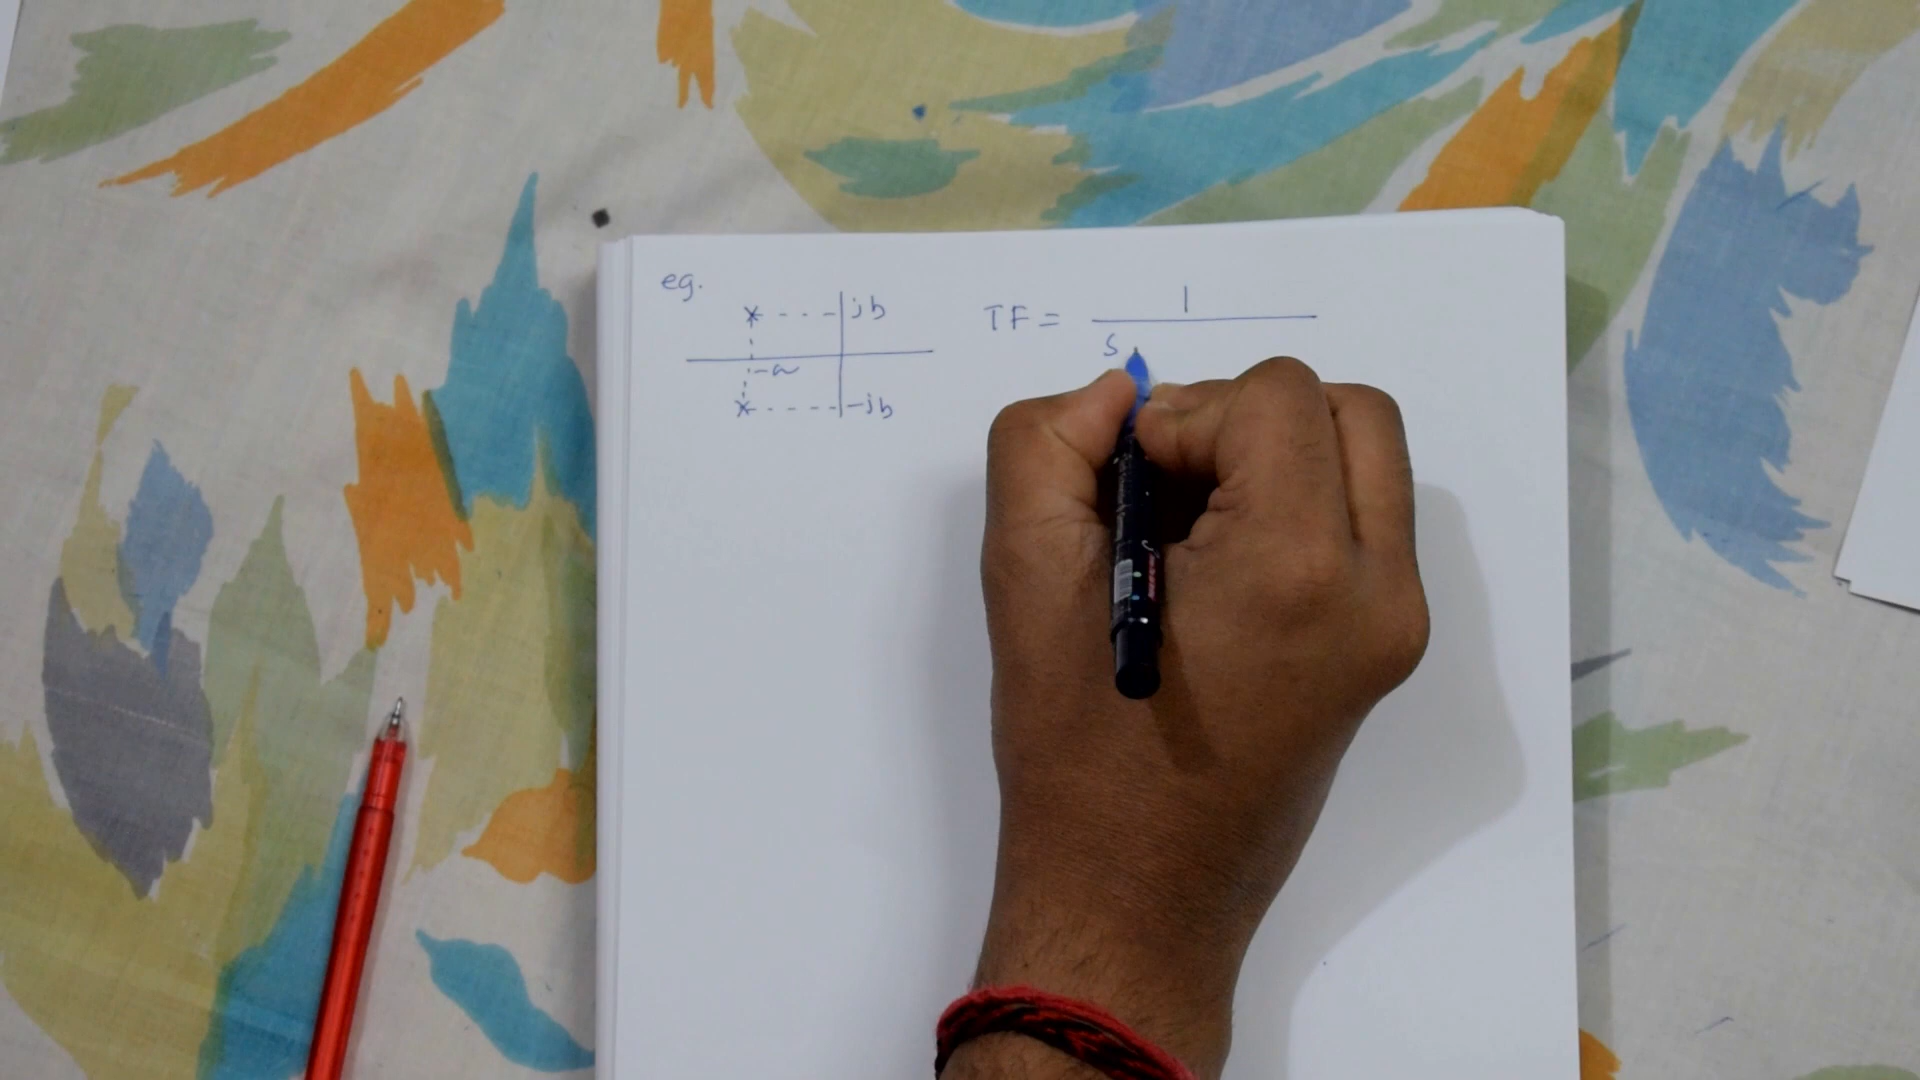 eg.
jb
TF = 1
s
-a
-jb